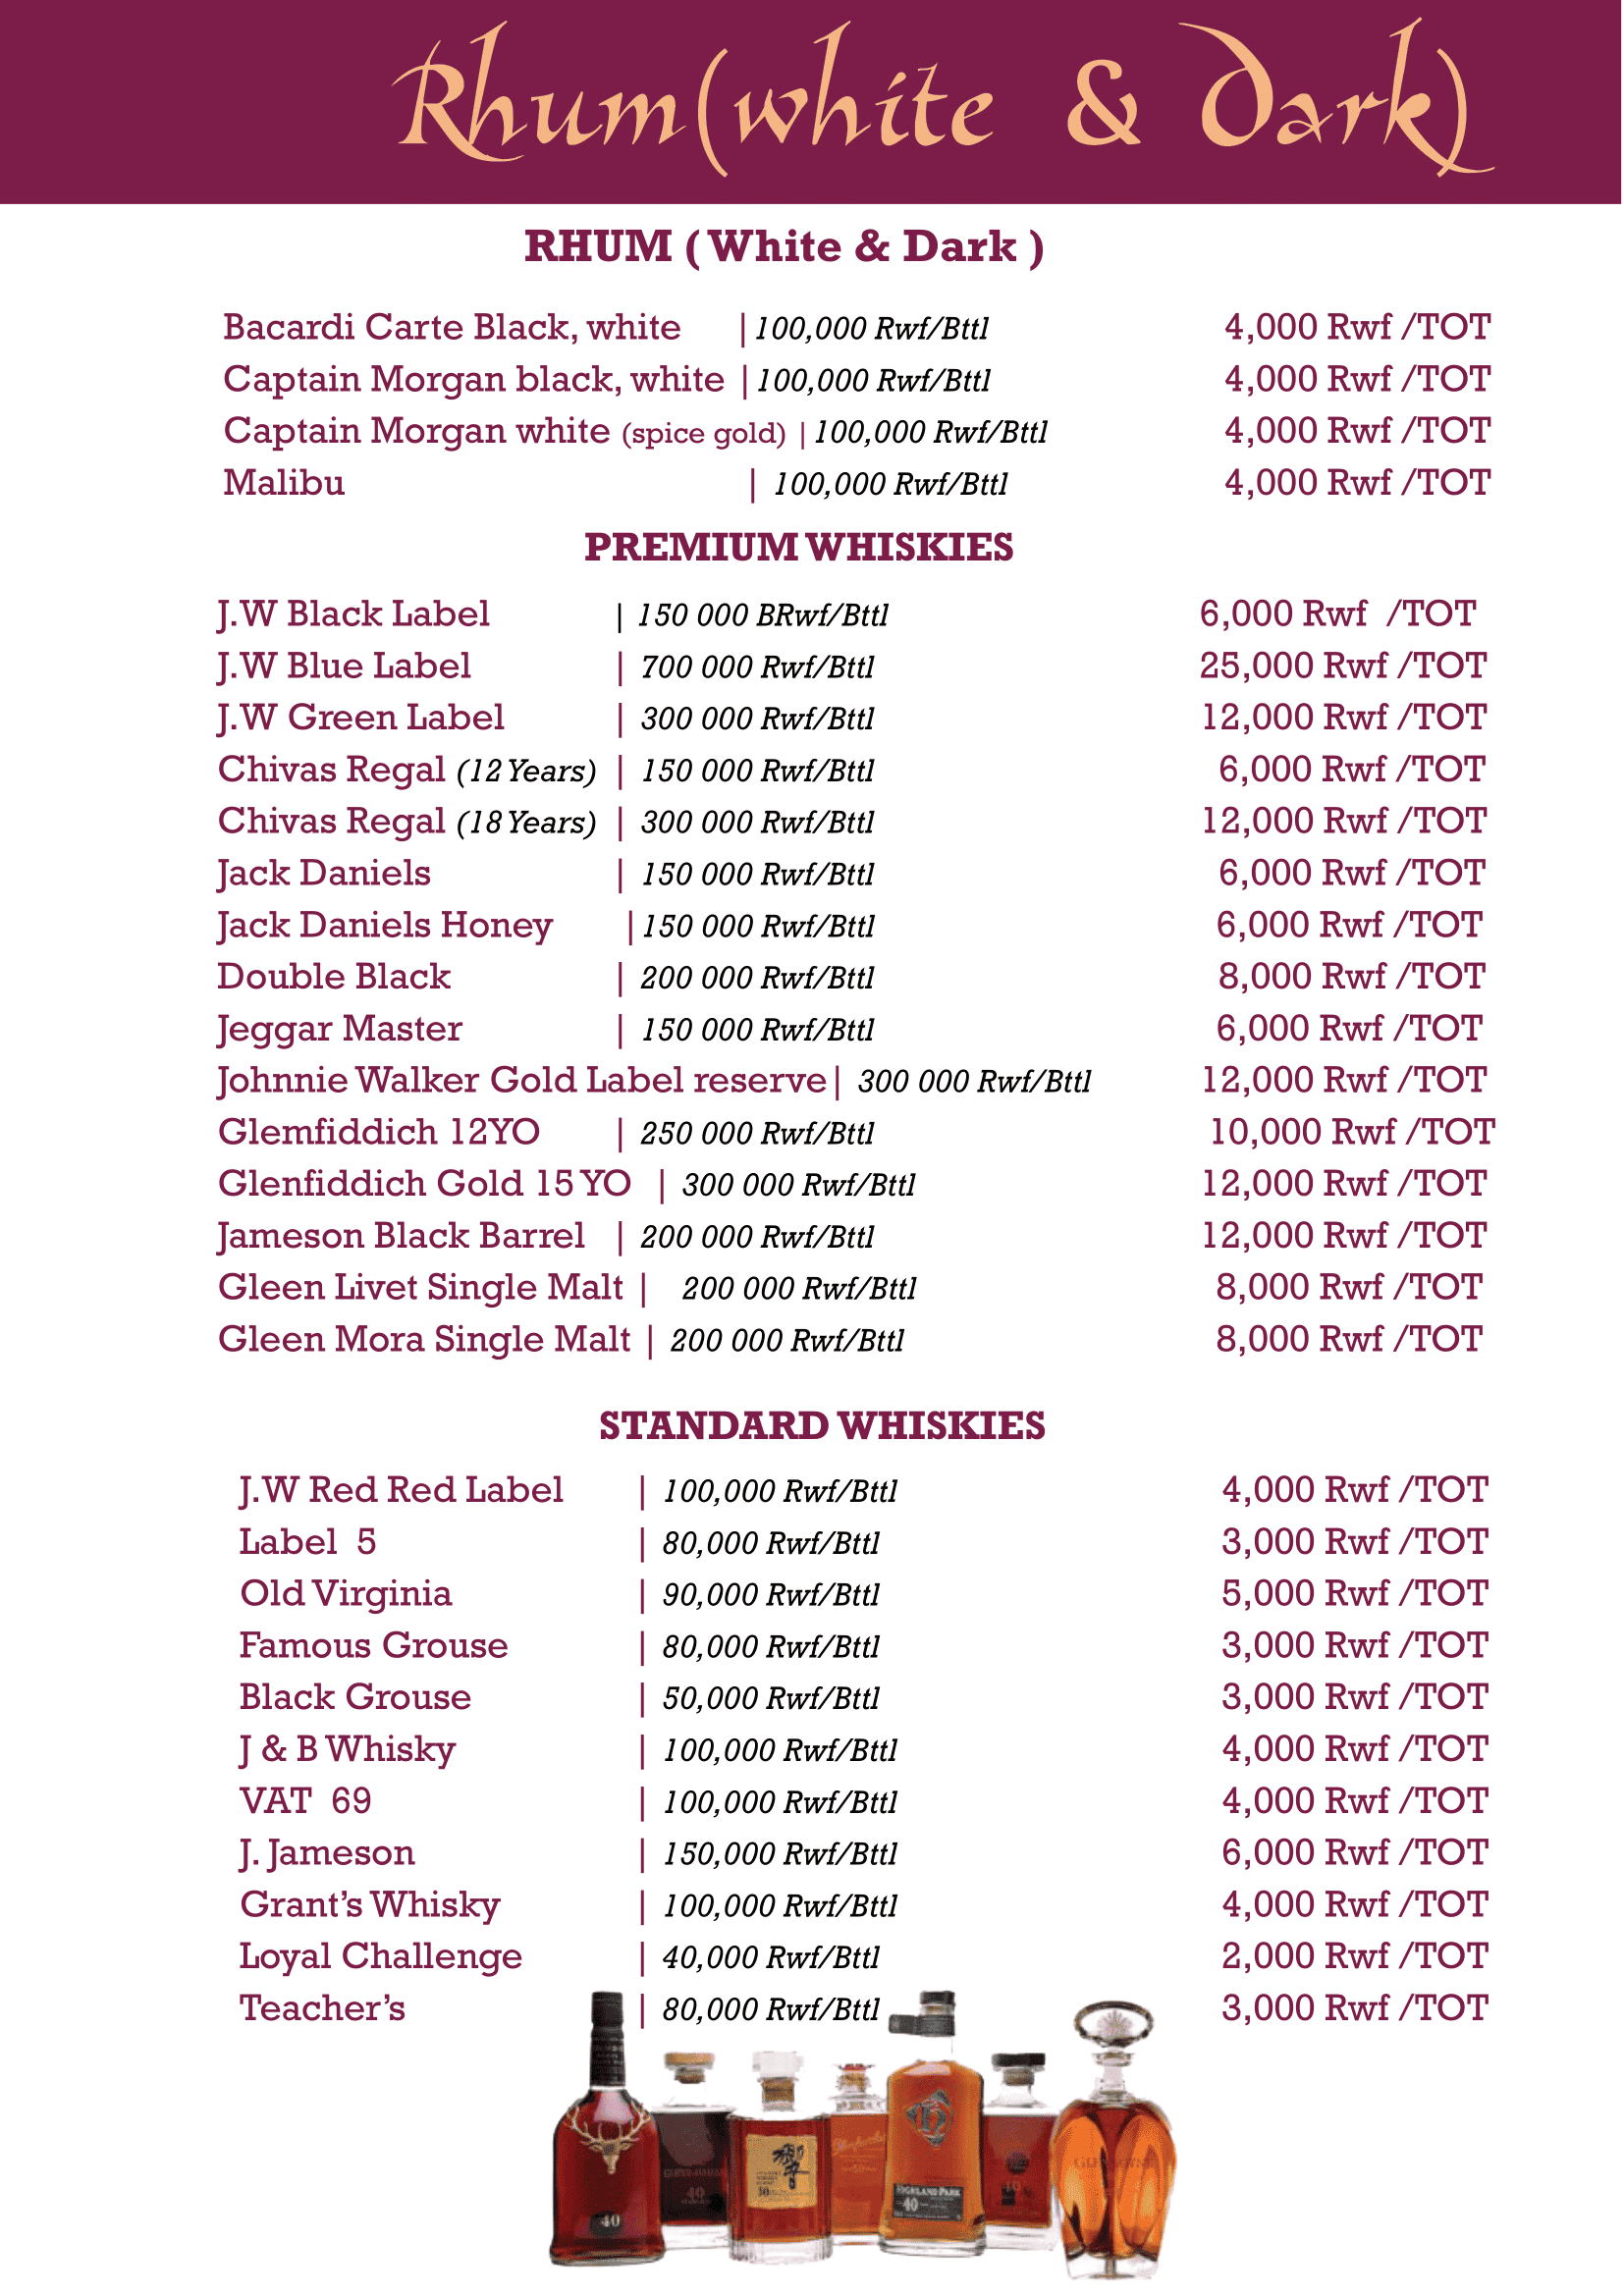 Rhum(white & Dark)
RHUM ( White & Dark )
Bacardi Carte Black, white | 100,000 Rwf/Bttl 4,000 Rwf /TOT
Captain Morgan black, white | 100,000 Rwf/Bttl 4,000 Rwf /TOT
Captain Morgan white (spice gold) | 100,000 Rwf/Bttl 4,000 Rwf /TOT
Malibu | 100,000 Rwf/Bttl 4,000 Rwf /TOT
PREMIUM WHISKIES
J.W Black Label | 150 000 BRwf/Bttl 6,000 Rwf /TOT
J.W Blue Label | 700 000 Rwf/Bttl 25,000 Rwf /TOT
J.W Green Label | 300 000 Rwf/Bttl 12,000 Rwf /TOT
Chivas Regal (12 Years) | 150 000 Rwf/Bttl 6,000 Rwf /TOT
Chivas Regal (18 Years) | 300 000 Rwf/Bttl 12,000 Rwf /TOT
Jack Daniels | 150 000 Rwf/Bttl 6,000 Rwf /TOT
Jack Daniels Honey | 150 000 Rwf/Bttl 6,000 Rwf /TOT
Double Black | 200 000 Rwf/Bttl 8,000 Rwf /TOT
Jeggar Master | 150 000 Rwf/Bttl 6,000 Rwf /TOT
Johnnie Walker Gold Label reserve | 300 000 Rwf/Bttl 12,000 Rwf /TOT
Glemfiddich 12YO | 250 000 Rwf/Bttl 10,000 Rwf /TOT
Glenfiddich Gold 15 YO | 300 000 Rwf/Bttl 12,000 Rwf /TOT
Jameson Black Barrel | 200 000 Rwf/Bttl 12,000 Rwf /TOT
Gleen Livet Single Malt | 200 000 Rwf/Bttl 8,000 Rwf /TOT
Gleen Mora Single Malt | 200 000 Rwf/Bttl 8,000 Rwf /TOT
STANDARD WHISKIES
J.W Red Red Label | 100,000 Rwf/Bttl 4,000 Rwf /TOT
Label 5 | 80,000 Rwf/Bttl 3,000 Rwf /TOT
Old Virginia | 90,000 Rwf/Bttl 5,000 Rwf /TOT
Famous Grouse | 80,000 Rwf/Bttl 3,000 Rwf /TOT
Black Grouse | 50,000 Rwf/Bttl 3,000 Rwf /TOT
J & B Whisky | 100,000 Rwf/Bttl 4,000 Rwf /TOT
VAT 69 | 100,000 Rwf/Bttl 4,000 Rwf /TOT
J. Jameson | 150,000 Rwf/Bttl 6,000 Rwf /TOT
Grant’s Whisky | 100,000 Rwf/Bttl 4,000 Rwf /TOT
Loyal Challenge | 40,000 Rwf/Bttl 2,000 Rwf /TOT
Teacher’s | 80,000 Rwf/Bttl 3,000 Rwf /TOT
響
HIGHLAND PARK
40
40
40